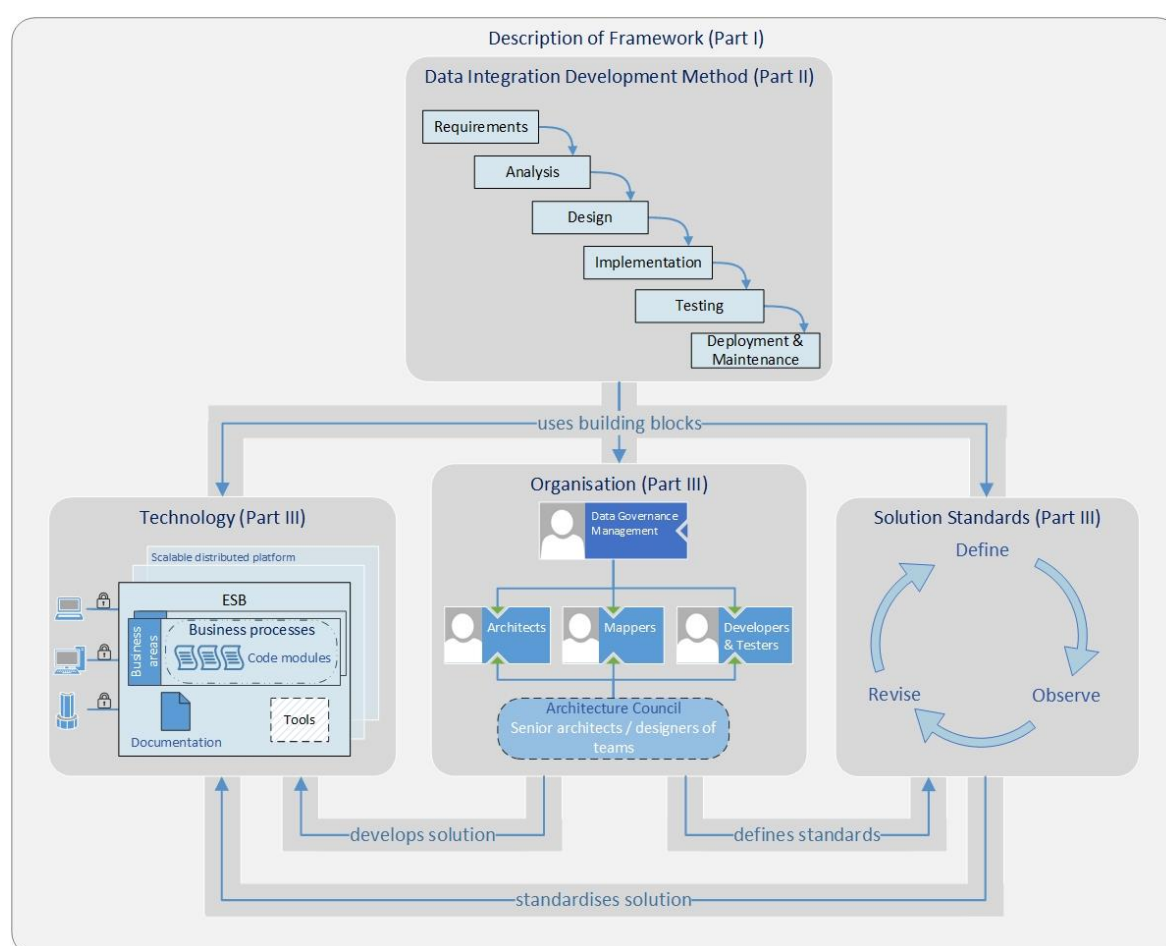 Description of Framework (Part I)
Data Integration Development Method (Part II)
Requirements
Analysis
Design
Implementation
Testing
Deployment &
Maintenance
uses building blocks
Technology (Part III)
Scalable distributed platform
ESB
Business
areas
Business processes
Code modules
Documentation
Tools
Organisation (Part III)
Data Governance
Management
Architects
Mappers
Developers
& Testers
Architecture Council
Senior architects / designers of
teams
Solution Standards (Part III)
Define
Observe
Revise
develops solution
defines standards
standardises solution